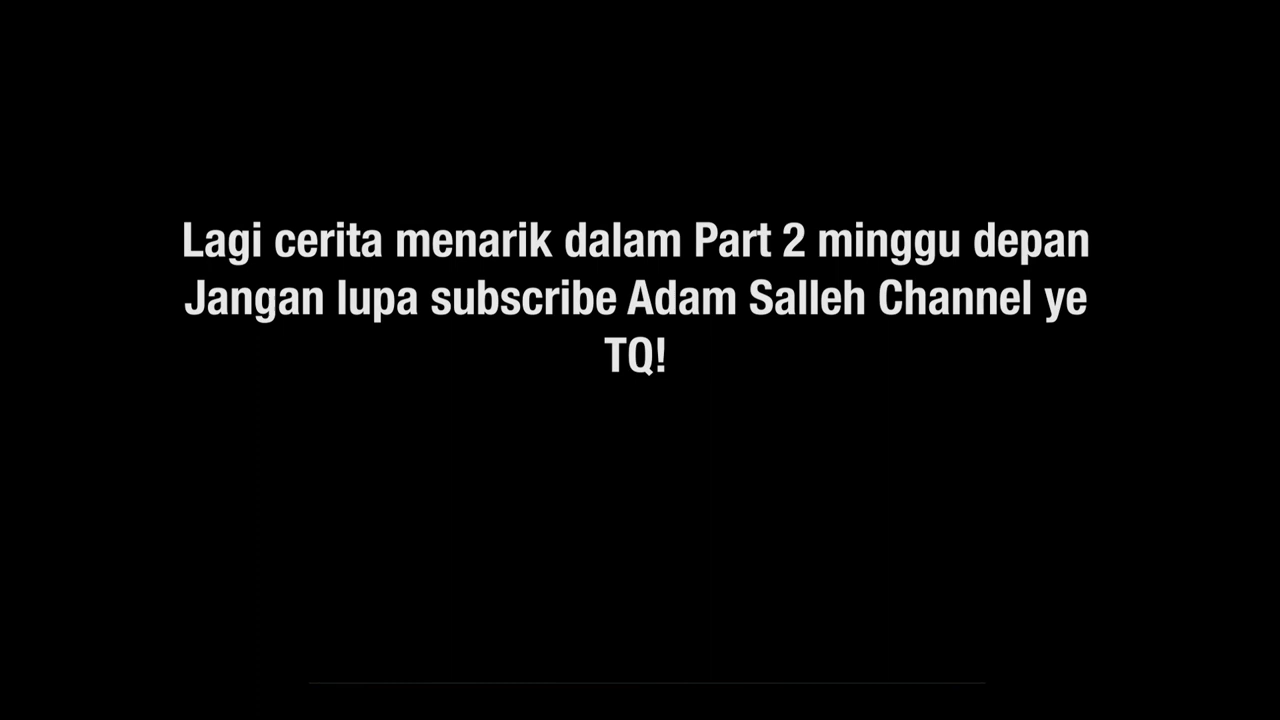 Lagi cerita menarik dalam Part 2 minggu depan
Jangan lupa subscribe Adam Salleh Channel ye
TQ!